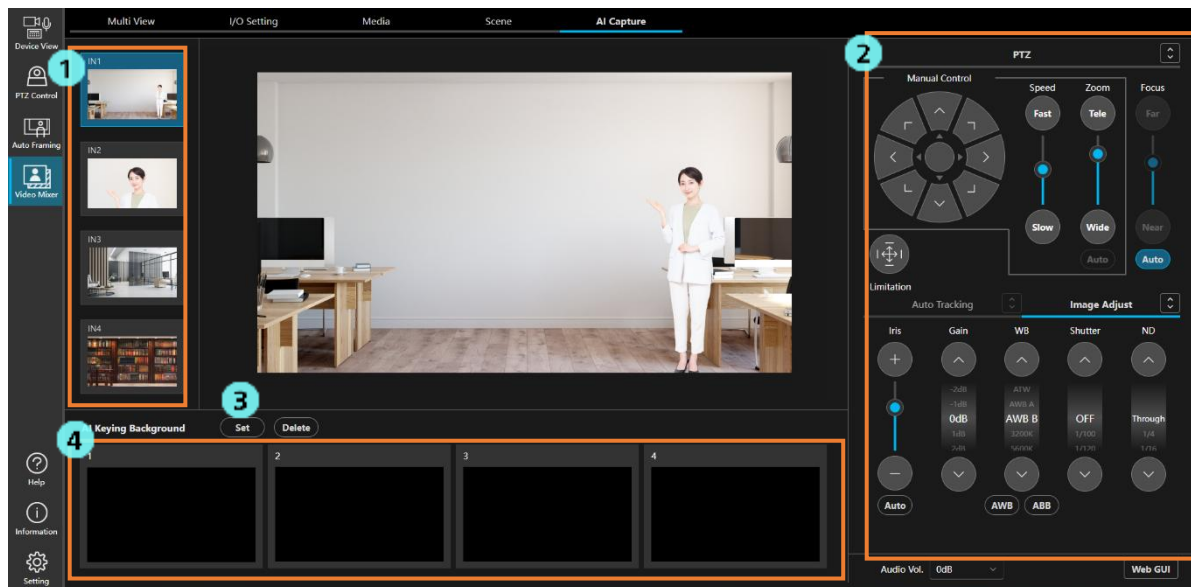 Multi View
I/O Setting
Media
Scene
AI Capture
Device View
PTZ Control
Auto Framing
Video Mixer
Help
Information
Setting
1
IN1
IN2
IN3
IN4
2
PTZ
Manual Control
Speed
Zoom
Focus
Fast
Tele
Far
Slow
Wide
Near
Auto
Auto
Limitation
Auto Tracking
Image Adjust
Iris
Gain
WB
Shutter
ND
-2dB
ATW
-1dB
AWB A
0dB
AWB B
OFF
Through
1dB
3200K
1/100
1/4
2dB
5600K
1/120
1/16
Auto
AWB
ABB
3
Keying Background
Set
Delete
4
1
2
3
4
Audio Vol.
0dB
Web GUI